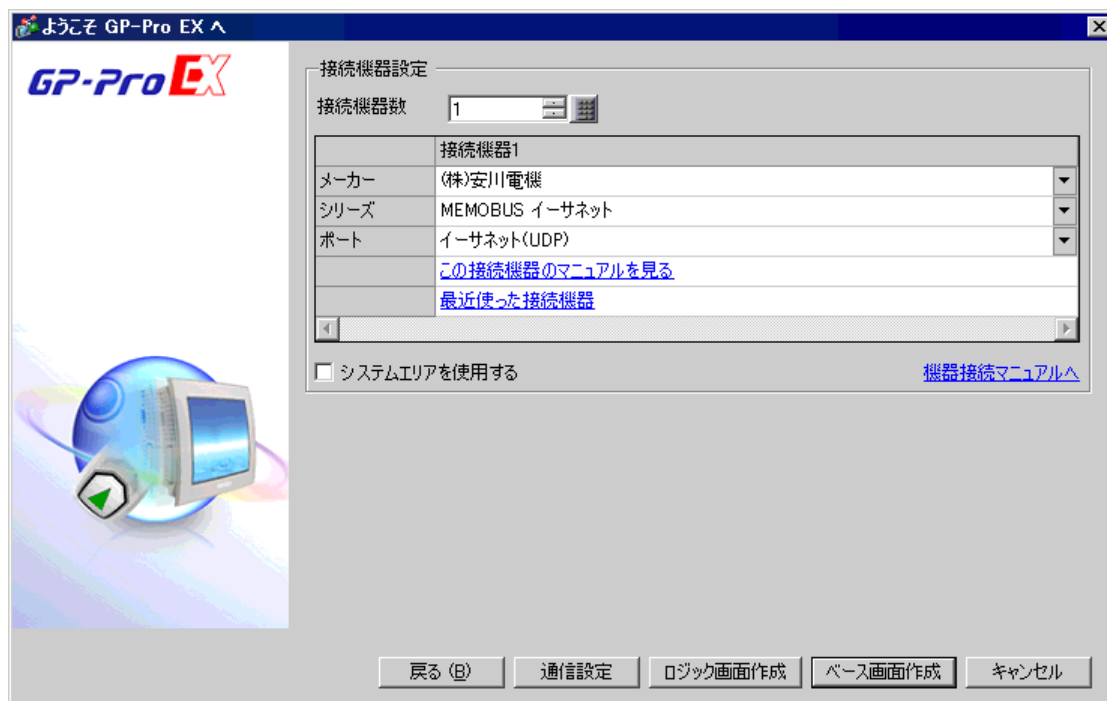 ようこそ GP-Pro EX へ
GP-Pro EX
接続機器設定
接続機器数 1
接続機器1
メーカー (株)安川電機
シリーズ MEMOBUS イーサネット
ポート イーサネット(UDP)
この接続機器のマニュアルを見る
最近使った接続機器
システムエリアを使用する 機器接続マニュアルへ
戻る (B) 通信設定 ロジック画面作成 ベース画面作成 キャンセル